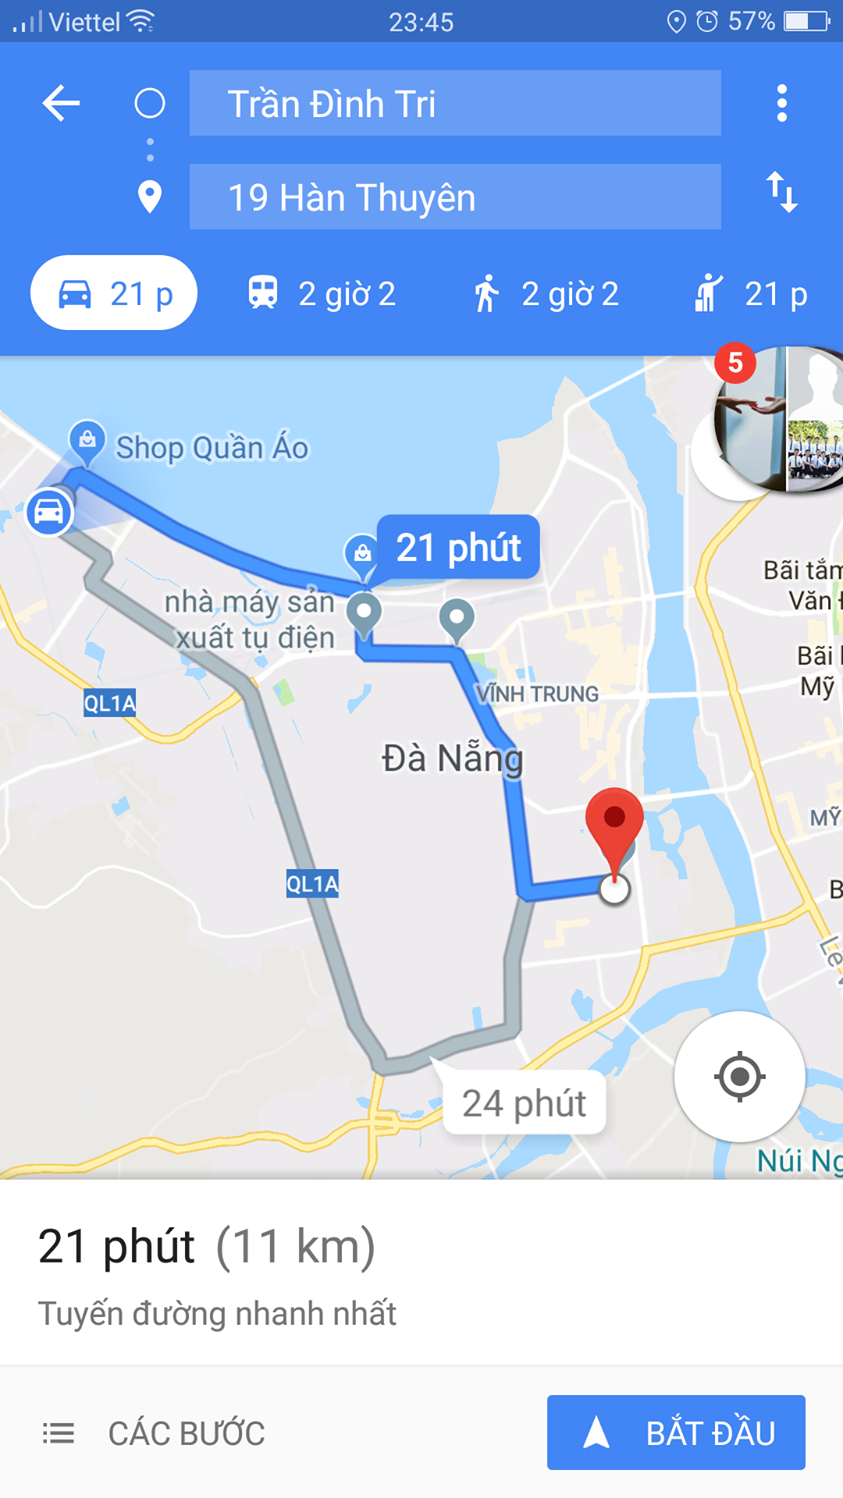 Viettel 23:45 57%
Trần Đình Tri
19 Hàn Thuyên
21 p 2 giờ 2 2 giờ 2 21 p
5
Shop Quần Áo
21 phút
Bãi tắm
Văn
nhà máy sản
xuất tụ điện
Bãi
Mỹ
VĨNH TRUNG
QL1A
Đà Nẵng
MỸ
QL1A
24 phút
Núi
21 phút (11 km)
Tuyến đường nhanh nhất
CÁC BƯỚC BẮT ĐẦU